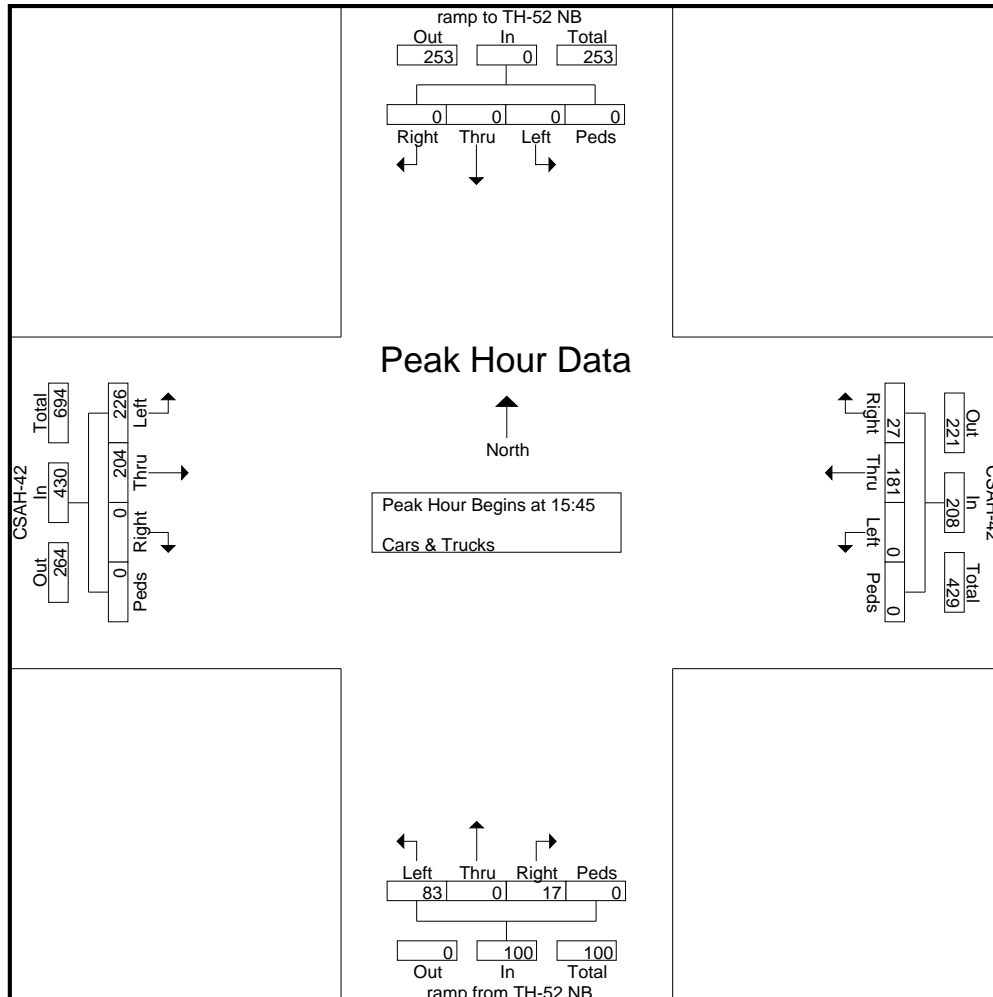 ramp to TH-52 NB
Out In Total
253 0 253
0 0 0 0
Right Thru Left Peds
Peak Hour Data
North
Peak Hour Begins at 15:45
Cars & Trucks
CSAH-42
Total In Out
694 430 264
226 204 0 0
Left Thru Right Peds
Right Thru Left Peds
27 181 0 0
Out In Total
221 208 429
CSAH-42
Left Thru Right Peds
83 0 17 0
0 100 100
Out In Total
ramp from TH-52 NB